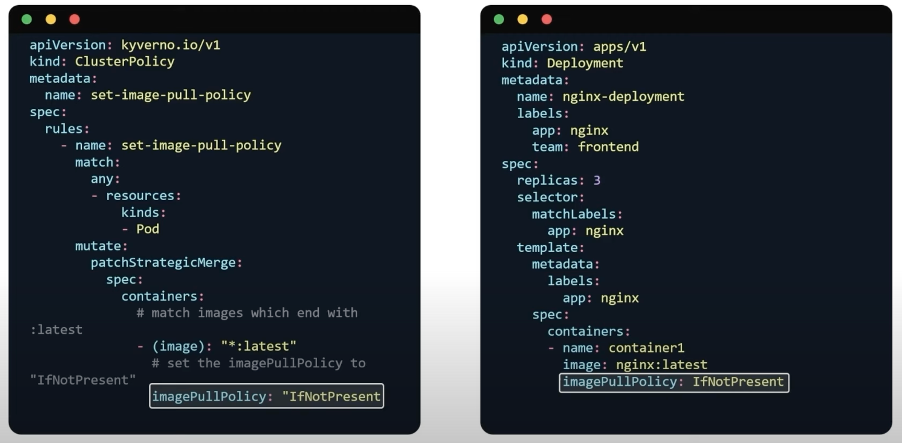 apiVersion: kyverno.io/v1
kind: ClusterPolicy
metadata:
  name: set-image-pull-policy
spec:
  rules:
    - name: set-image-pull-policy
      match:
        any:
        - resources:
            kinds:
            - Pod
      mutate:
        patchStrategicMerge:
          spec:
            containers:
              # match images which end with
:latest
              - (image): "*:latest"
                # set the imagePullPolicy to
"IfNotPresent"
                imagePullPolicy: "IfNotPresent
apiVersion: apps/v1
kind: Deployment
metadata:
  name: nginx-deployment
  labels:
    app: nginx
    team: frontend
spec:
  replicas: 3
  selector:
    matchLabels:
      app: nginx
  template:
    metadata:
      labels:
        app: nginx
    spec:
      containers:
      - name: container1
        image: nginx:latest
        imagePullPolicy: IfNotPresent